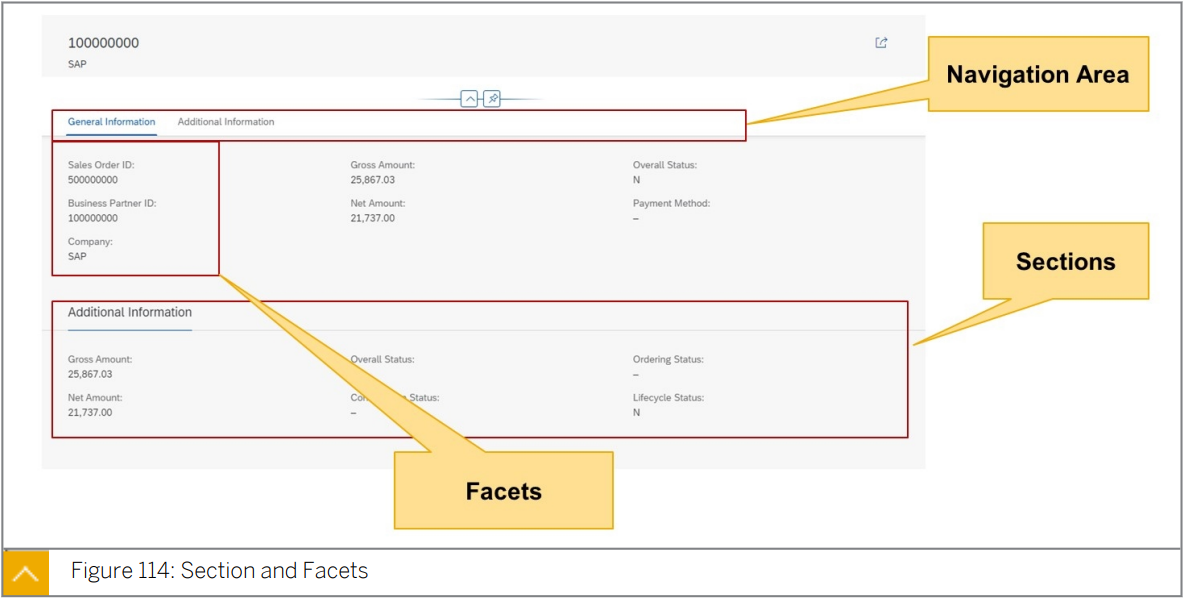 100000000
SAP
Navigation Area
General Information Additional Information
Sales Order ID: Gross Amount: Overall Status:
500000000 25,867.03 N
Business Partner ID: Net Amount: Payment Method:
100000000 21,737.00 –
Company:
SAP
Sections
Additional Information
Gross Amount: Overall Status: Ordering Status:
25,867.03 –
Net Amount: Status: Lifecycle Status:
21,737.00 – N
Facets
Figure 114: Section and Facets